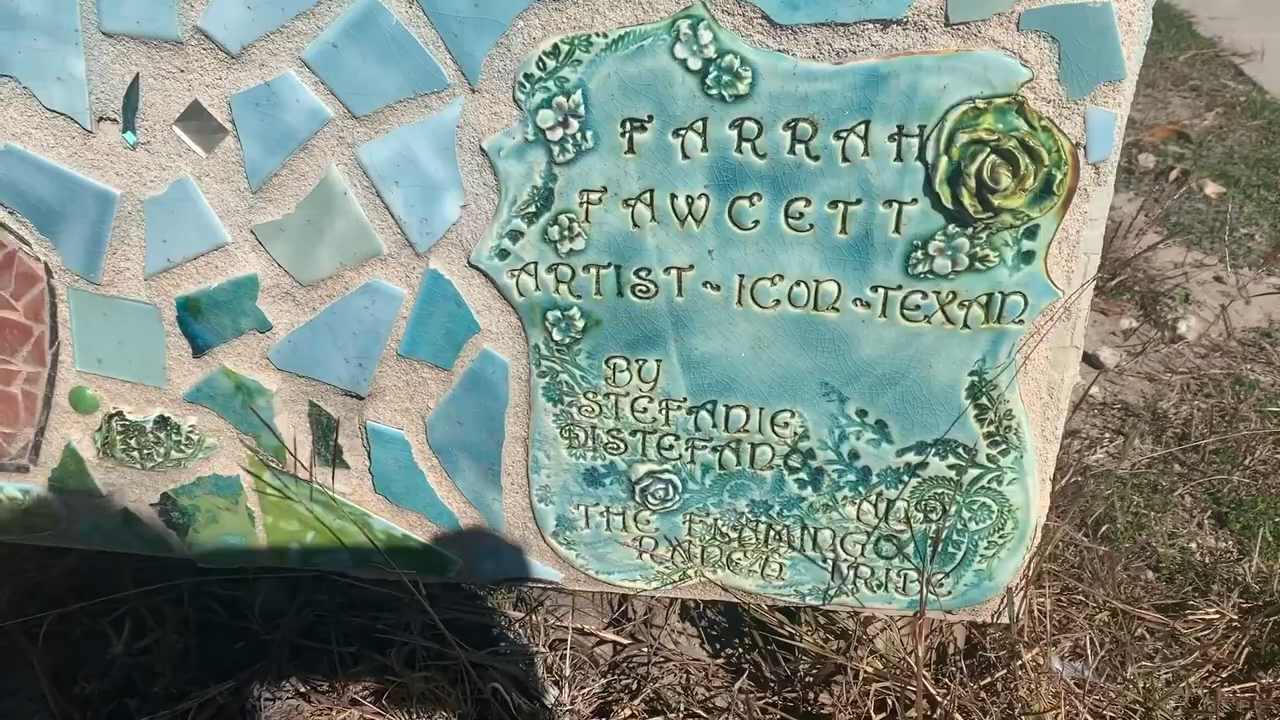 FARRAH
FAWCETT
ARTIST ~ ICON ~ TEXAN
BY
STEFANIE
DISTEFANO
AND
THE FLAMINGO
RANCH TRIBE